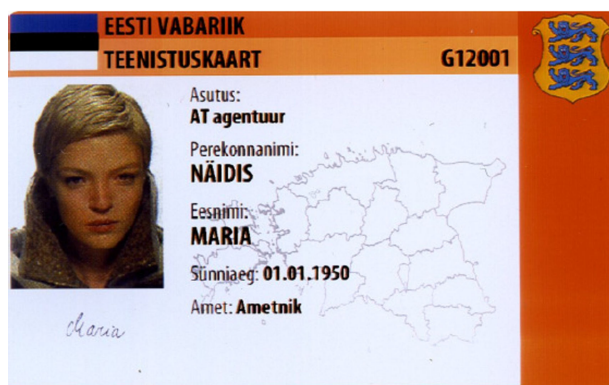 EESTI VABARIIK
TEENISTUSKAART G12001
Asutus:
AT agentuur
Perekonnanimi:
NÄIDIS
Eesnimi:
MARIA
Sünniaeg: 01.01.1950
Amet: Ametnik
Maria